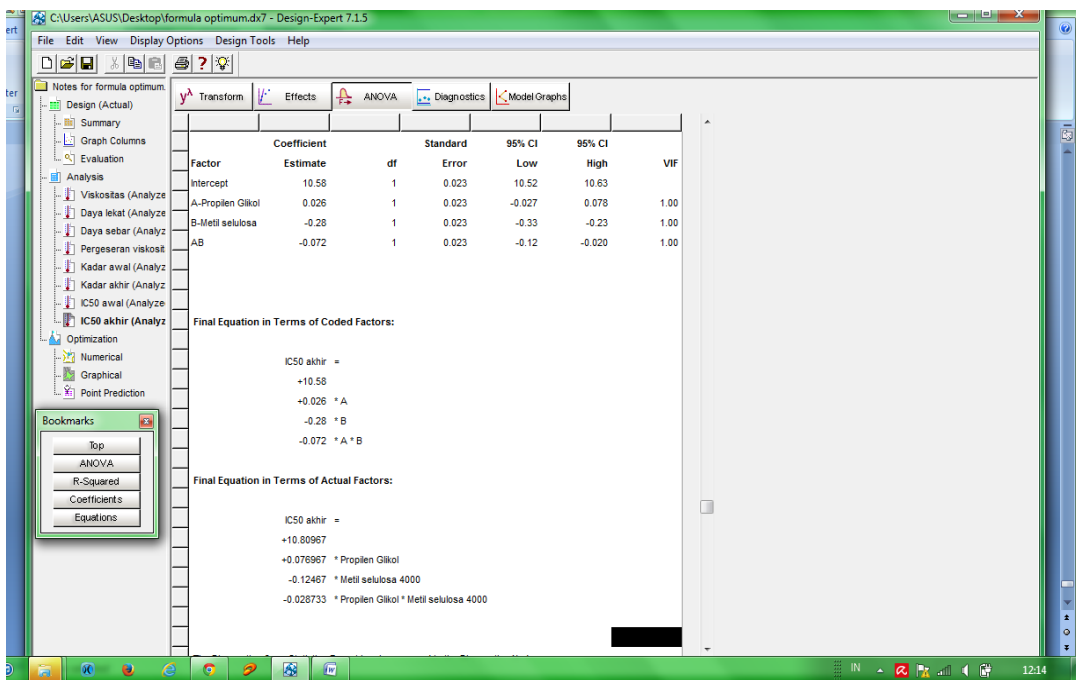 C:\Users\ASUS\Desktop\formula optimum.dx7 - Design-Expert 7.1.5
File Edit View Display Options Design Tools Help
Notes for formula optimum.
Design (Actual)
Summary
Graph Columns
Evaluation
Analysis
Viskositas (Analyze
Daya lekat (Analyze
Daya sebar (Analyze
Pergeseran viskosit
Kadar awal (Analyz
Kadar akhir (Analyz
IC50 awal (Analyze
IC50 akhir (Analyz
Optimization
Numerical
Graphical
Point Prediction
Bookmarks
Top
ANOVA
R-Squared
Coefficients
Equations
yλ Transform Effects ANOVA Diagnostics Model Graphs
Coefficient Standard 95% CI 95% CI
Factor Estimate df Error Low High VIF
Intercept 10.58 1 0.023 10.52 10.63
A-Propilen Glikol 0.026 1 0.023 -0.027 0.078 1.00
B-Metil selulosa -0.28 1 0.023 -0.33 -0.23 1.00
AB -0.072 1 0.023 -0.12 -0.020 1.00
Final Equation in Terms of Coded Factors:
IC50 akhir =
+10.58
+0.026 * A
-0.28 * B
-0.072 * A * B
Final Equation in Terms of Actual Factors:
IC50 akhir =
+10.80967
+0.076967 * Propilen Glikol
-0.12467 * Metil selulosa 4000
-0.028733 * Propilen Glikol * Metil selulosa 4000
IN 12:14